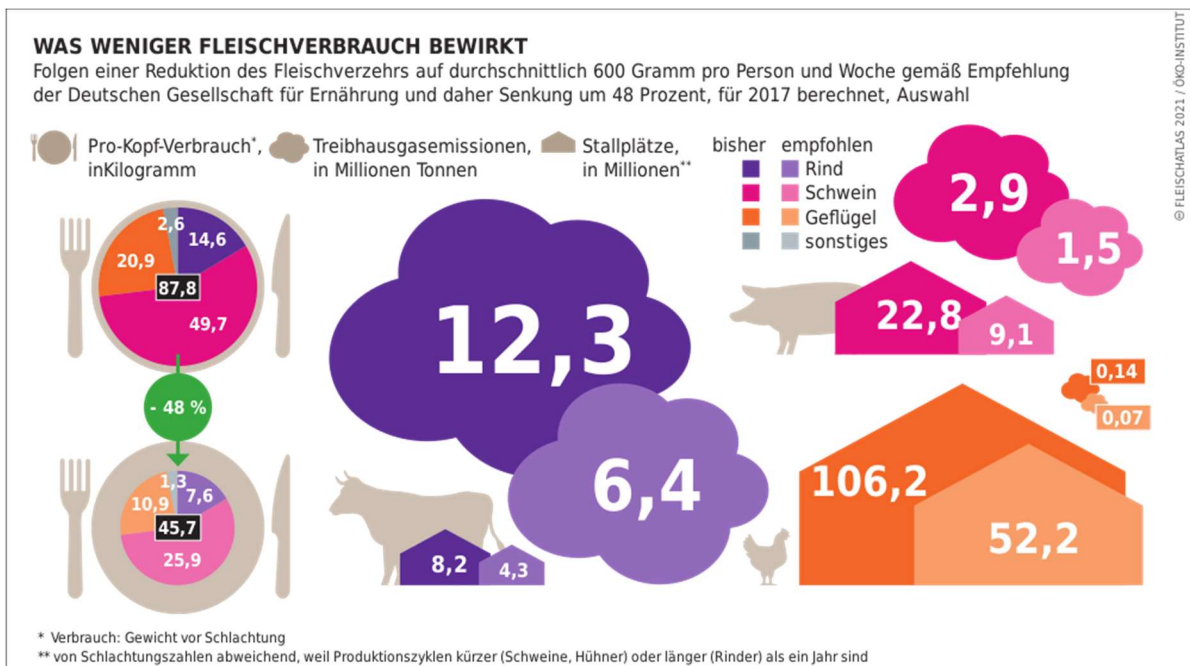 WAS WENIGER FLEISCHVERBRAUCH BEWIRKT
Folgen einer Reduktion des Fleischverzehrs auf durchschnittlich 600 Gramm pro Person und Woche gemäß Empfehlung
der Deutschen Gesellschaft für Ernährung und daher Senkung um 48 Prozent, für 2017 berechnet, Auswahl
Pro-Kopf-Verbrauch*,
inKilogramm
Treibhausgasemissionen,
in Millionen Tonnen
Stallplätze,
in Millionen**
bisher empfohlen
Rind
Schwein
Geflügel
sonstiges
2,6
14,6
20,9
87,8
49,7
- 48 %
1,3
7,6
10,9
45,7
25,9
12,3
6,4
8,2
4,3
2,9
1,5
22,8
9,1
0,14
0,07
106,2
52,2
* Verbrauch: Gewicht vor Schlachtung
** von Schlachtungszahlen abweichend, weil Produktionszyklen kürzer (Schweine, Hühner) oder länger (Rinder) als ein Jahr sind
© FLEISCHATLAS 2021 / ÖKO-INSTITUT